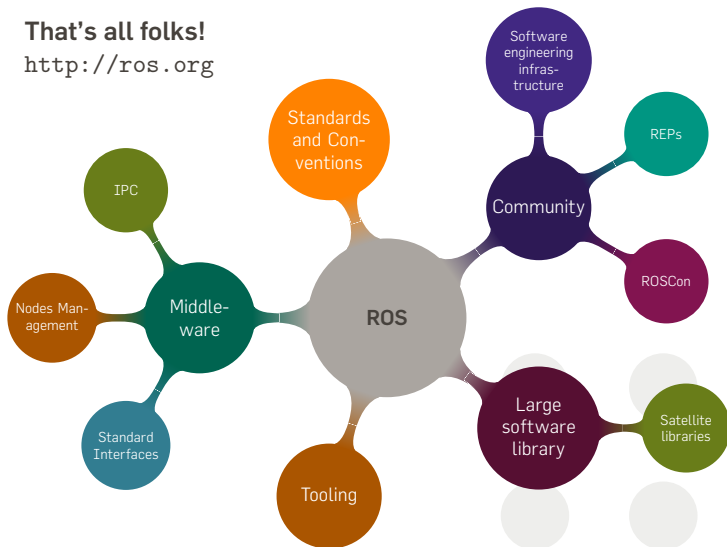 That's all folks!
http://ros.org
Software
engineering
infras-
tructure
Standards
and Con-
ventions
REPs
IPC
Community
ROSCon
Nodes Man-
agement
Middle-
ware
ROS
Large
software
library
Satellite
libraries
Standard
Interfaces
Tooling